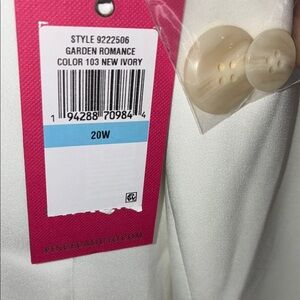 STYLE 9222506
GARDEN ROMANCE
COLOR 103 NEW IVORY
1 94288 70984 4
20W